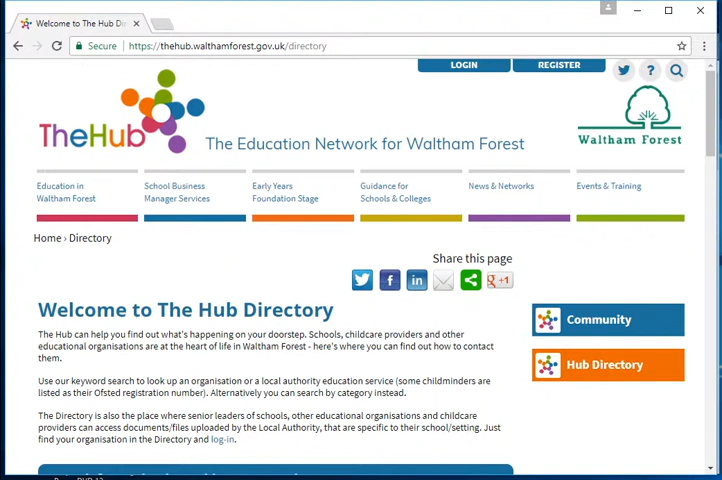 Welcome to The Hub Di
Secure https://thehub.walthamforest.gov.uk/directory
LOGIN REGISTER
?
TheHub
The Education Network for Waltham Forest
Waltham Forest
Education in
Waltham Forest
School Business
Manager Services
Early Years
Foundation Stage
Guidance for
Schools & Colleges
News & Networks
Events & Training
Home › Directory
Share this page
f in g+1
Welcome to The Hub Directory
The Hub can help you find out what's happening on your doorstep. Schools, childcare providers and other
educational organisations are at the heart of life in Waltham Forest - here's where you can find out how to contact
them.
Use our keyword search to look up an organisation or a local authority education service (some childminders are
listed as their Ofsted registration number). Alternatively you can search by category instead.
The Directory is also the place where senior leaders of schools, other educational organisations and childcare
providers can access documents/files uploaded by the Local Authority, that are specific to their school/setting. Just
find your organisation in the Directory and log-in.
Community
Hub Directory